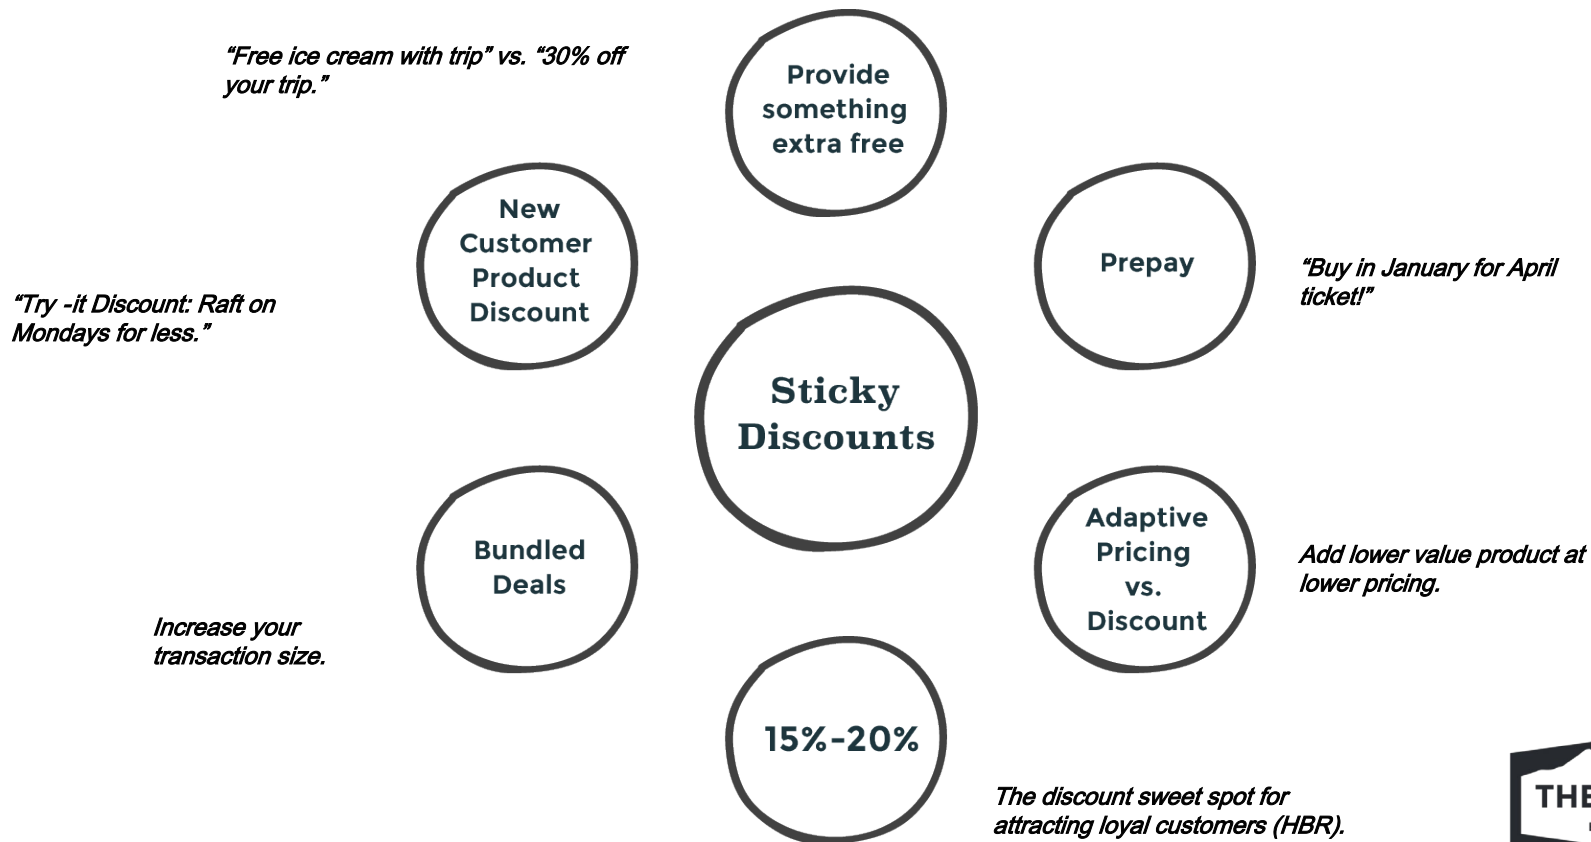 “Free ice cream with trip” vs. “30% off
your trip.”
Provide
something
extra free
New
Customer
Product
Discount
“Try -it Discount: Raft on
Mondays for less.”
Prepay
“Buy in January for April
ticket!”
Sticky
Discounts
Bundled
Deals
Increase your
transaction size.
Adaptive
Pricing
vs.
Discount
Add lower value product at
lower pricing.
15%-20%
The discount sweet spot for
attracting loyal customers (HBR).
THE